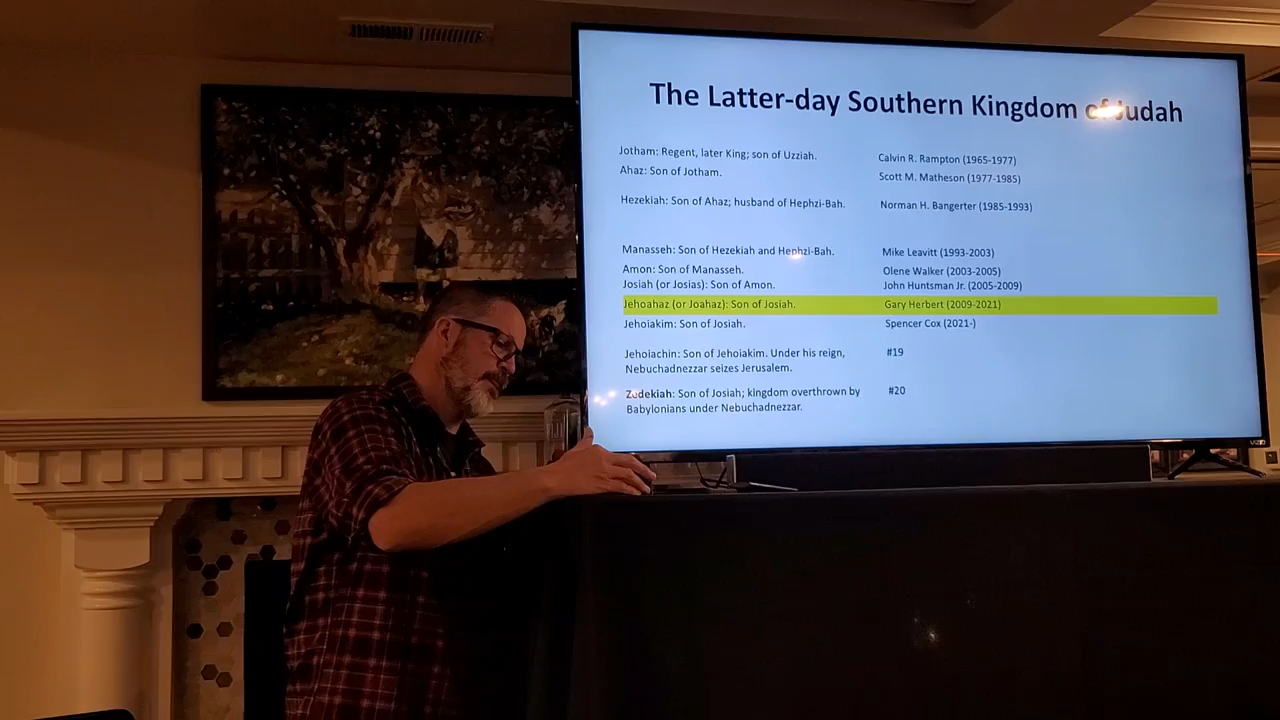 The Latter-day Southern Kingdom of Judah
Jotham: Regent, later King; son of Uzziah. Calvin R. Rampton (1965-1977)
Ahaz: Son of Jotham. Scott M. Matheson (1977-1985)
Hezekiah: Son of Ahaz; husband of Hephzi-Bah. Norman H. Bangerter (1985-1993)
Manasseh: Son of Hezekiah and Hephzi-Bah. Mike Leavitt (1993-2003)
Amon: Son of Manasseh. Olene Walker (2003-2005)
Josiah (or Josias): Son of Amon. John Huntsman Jr. (2005-2009)
Jehoahaz (or Joahaz): Son of Josiah. Gary Herbert (2009-2021)
Jehoiakim: Son of Josiah. Spencer Cox (2021-)
Jehoiachin: Son of Jehoiakim. Under his reign, #19
Nebuchadnezzar seizes Jerusalem.
Zedekiah: Son of Josiah; kingdom overthrown by #20
Babylonians under Nebuchadnezzar.
VIZIO